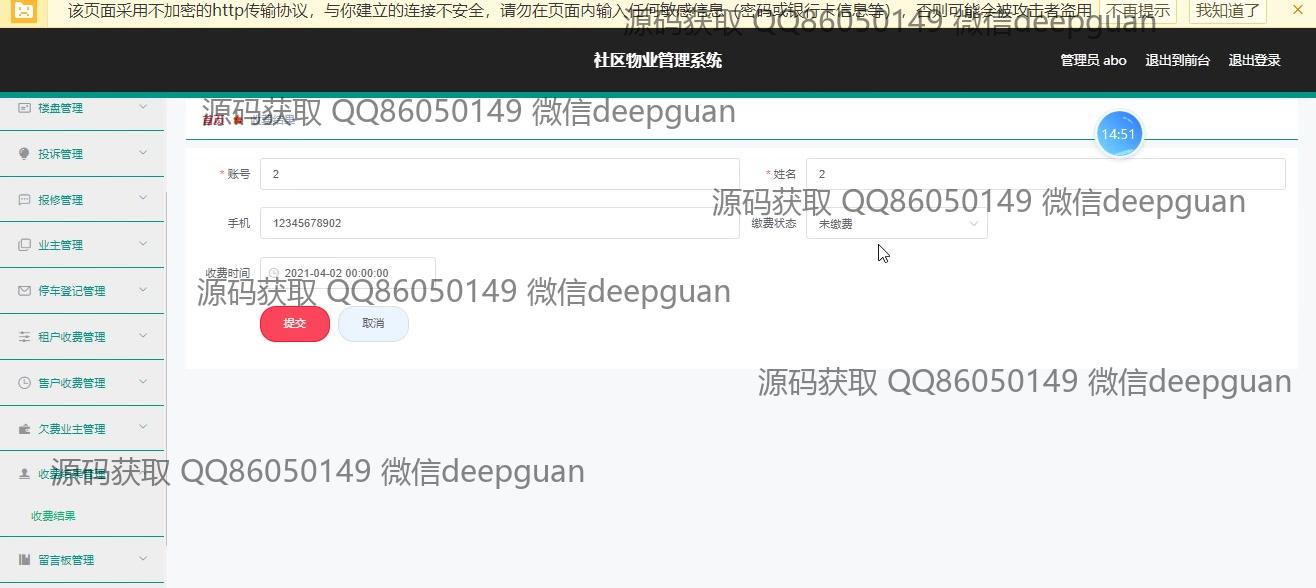 该页面采用不加密的http传输协议，与你建立的连接不安全，请勿在页面内输入任何敏感信息（密码或银行卡信息等），否则可能会被攻击者盗用 不再提示 我知道了
源码获取 QQ86050149 微信deepguan
社区物业管理系统
管理员 abo 退出到前台 退出登录
楼盘管理
投诉管理
报修管理
业主管理
停车登记管理
租户收费管理
售户收费管理
欠费业主管理
收费结果管理
收费结果
留言板管理
源码获取 QQ86050149 微信deepguan
首页 收费结果
14:51
* 账号 2
* 姓名 2
源码获取 QQ86050149 微信deepguan
手机 12345678902
缴费状态 未缴费
收费时间 2021-04-02 00:00:00
源码获取 QQ86050149 微信deepguan
提交 取消
源码获取 QQ86050149 微信deepguan
源码获取 QQ86050149 微信deepguan